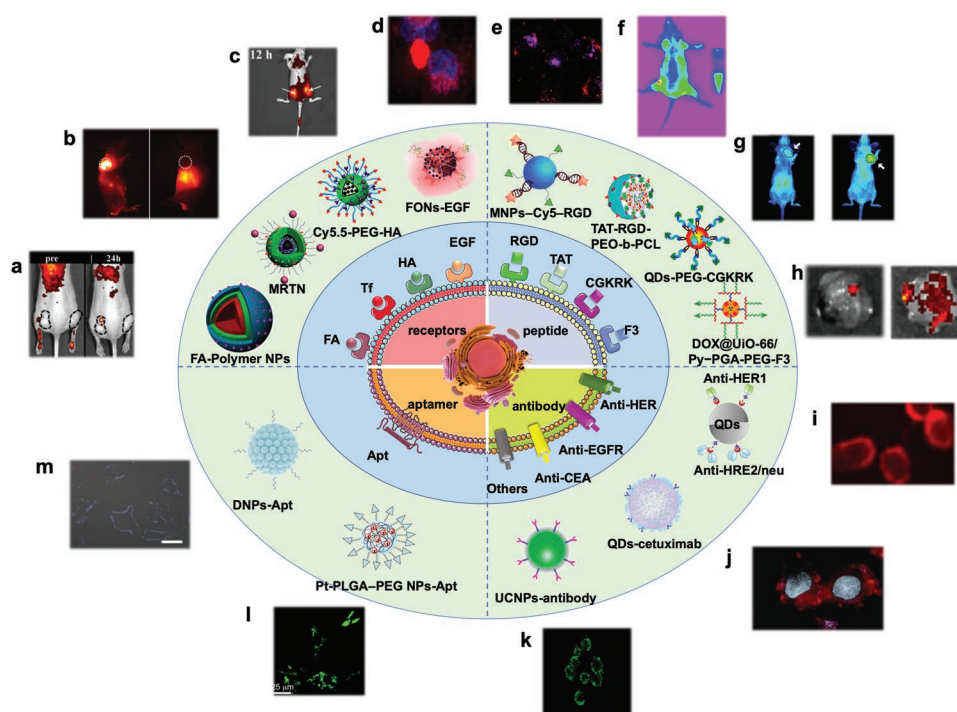 d
e
f
c
12 h
b
g
FONs-EGF
MNPs–Cy5–RGD
Cy5.5-PEG-HA
TAT-RGD-
PEO-b-PCL
EGF
RGD
HA
TAT
QDs-PEG-CGKRK
a
pre
24h
MRTN
Tf
CGKRK
h
FA
receptors
peptide
F3
FA-Polymer NPs
DOX@UiO-66/
Py−PGA-PEG-F3
aptamer
antibody
Anti-HER
Anti-HER1
QDs
i
Anti-EGFR
Anti-HRE2/neu
Apt
Anti-CEA
Others
m
DNPs-Apt
QDs-cetuximab
Pt-PLGA–PEG NPs-Apt
UCNPs-antibody
j
l
k
25 μm